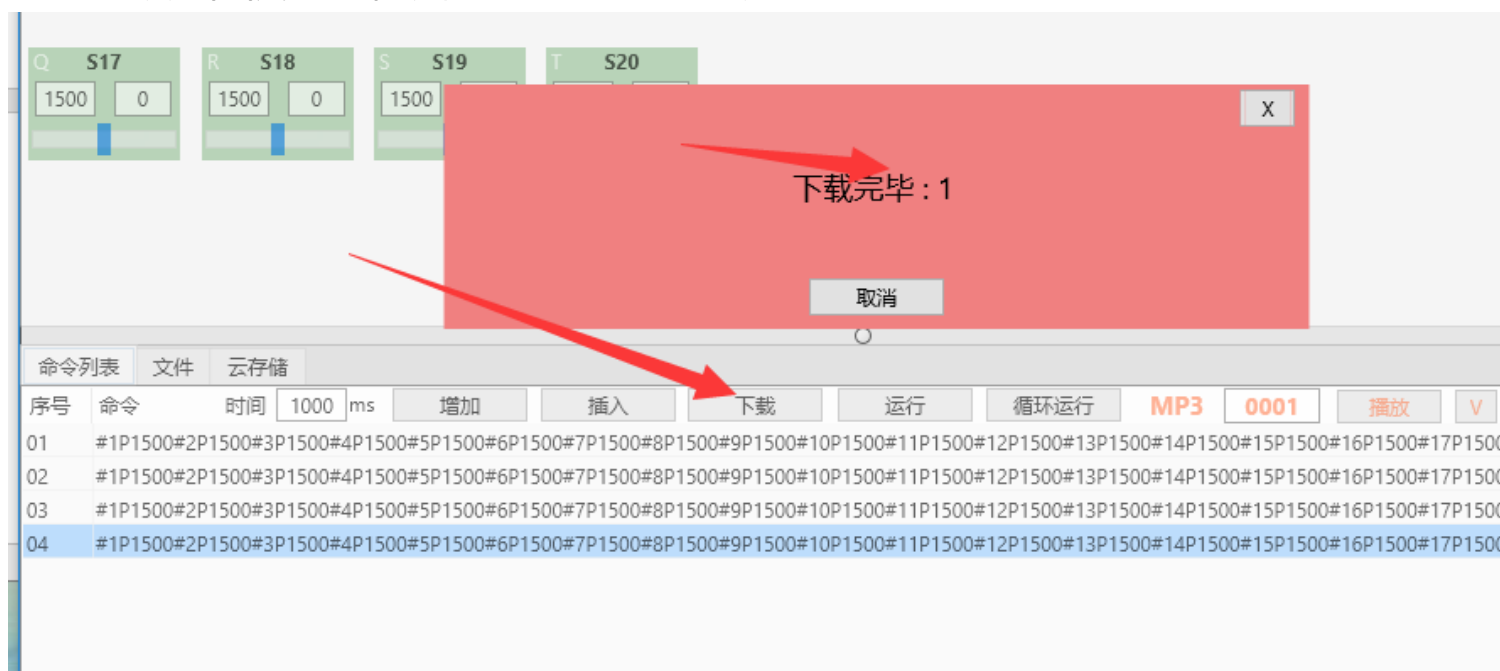 Q S17 R S18 S S19 T S20
1500 0 1500 0 1500
X
下载完毕 : 1
取消
命令列表 文件 云存储
序号 命令 时间 1000 ms 增加 插入 下载 运行 循环运行 MP3 0001 播放 V
01 #1P1500#2P1500#3P1500#4P1500#5P1500#6P1500#7P1500#8P1500#9P1500#10P1500#11P1500#12P1500#13P1500#14P1500#15P1500#16P1500#17P1500
02 #1P1500#2P1500#3P1500#4P1500#5P1500#6P1500#7P1500#8P1500#9P1500#10P1500#11P1500#12P1500#13P1500#14P1500#15P1500#16P1500#17P1500
03 #1P1500#2P1500#3P1500#4P1500#5P1500#6P1500#7P1500#8P1500#9P1500#10P1500#11P1500#12P1500#13P1500#14P1500#15P1500#16P1500#17P1500
04 #1P1500#2P1500#3P1500#4P1500#5P1500#6P1500#7P1500#8P1500#9P1500#10P1500#11P1500#12P1500#13P1500#14P1500#15P1500#16P1500#17P1500